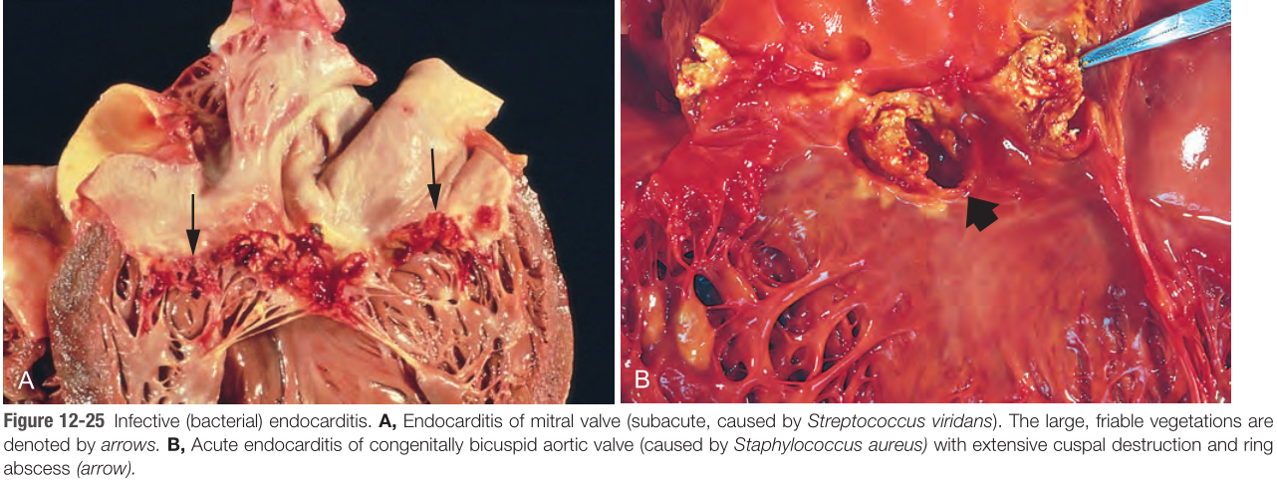 A
B
Figure 12-25 Infective (bacterial) endocarditis. A, Endocarditis of mitral valve (subacute, caused by Streptococcus viridans). The large, friable vegetations are
denoted by arrows. B, Acute endocarditis of congenitally bicuspid aortic valve (caused by Staphylococcus aureus) with extensive cuspal destruction and ring
abscess (arrow).